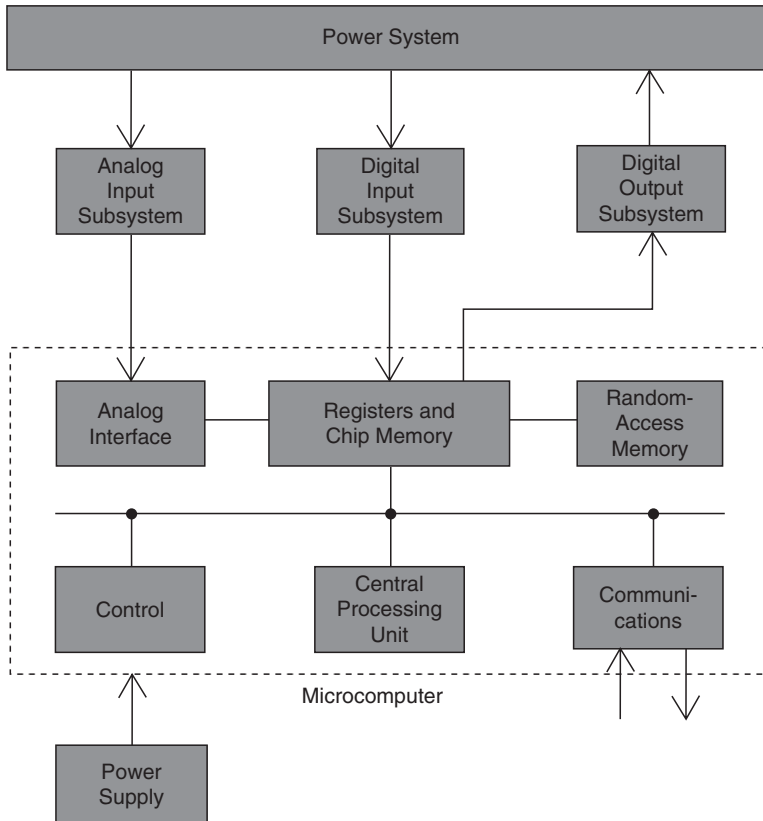 Power System
Analog
Input
Subsystem
Digital
Input
Subsystem
Digital
Output
Subsystem
Analog
Interface
Registers and
Chip Memory
Random-
Access
Memory
Control
Central
Processing
Unit
Communi-
cations
Microcomputer
Power
Supply